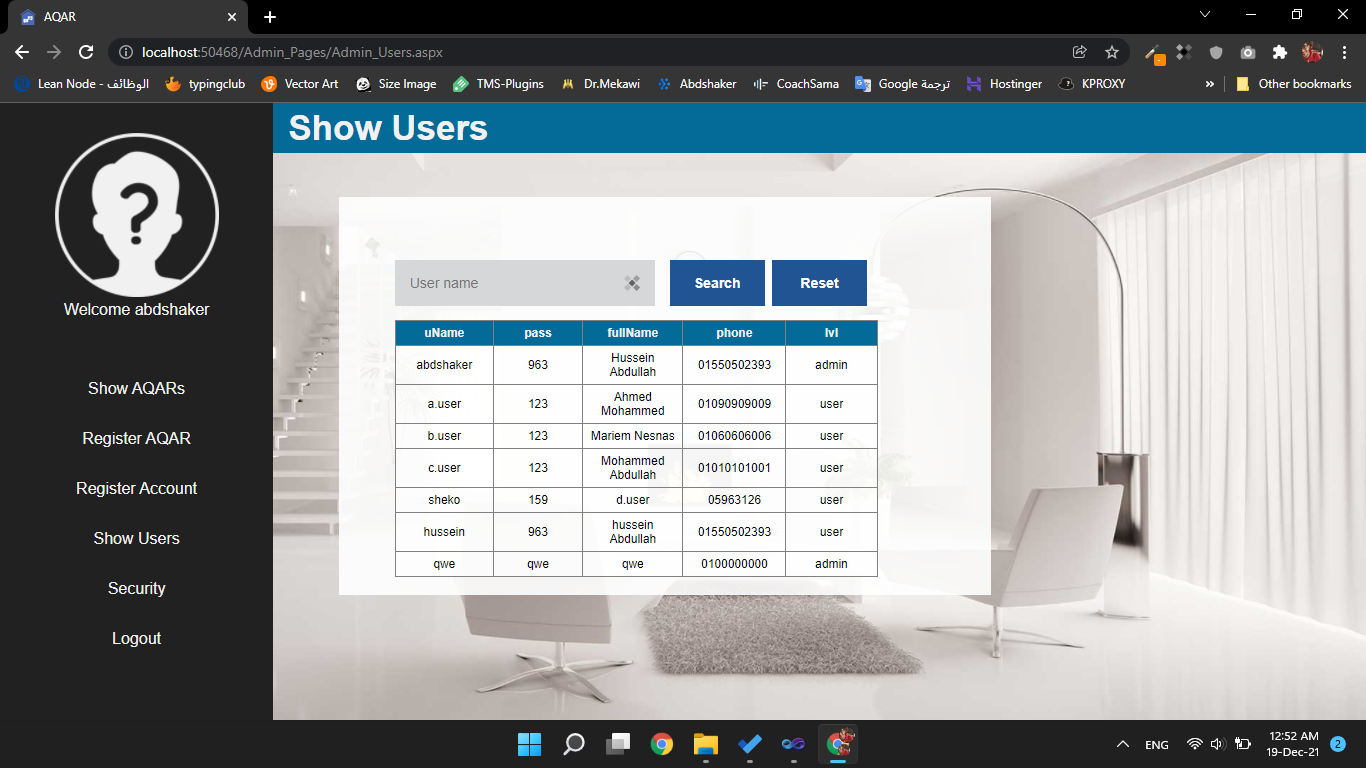 AQAR
localhost:50468/Admin_Pages/Admin_Users.aspx
Lean Node - الوظائف typingclub Vector Art Size Image TMS-Plugins Dr.Mekawi Abdshaker CoachSama Google ترجمة Hostinger KPROXY » Other bookmarks
Show Users
Welcome abdshaker
Show AQARs
Register AQAR
Register Account
Show Users
Security
Logout
User name Search Reset
uName pass fullName phone lvl
abdshaker 963 Hussein Abdullah 01550502393 admin
a.user 123 Ahmed Mohammed 01090909009 user
b.user 123 Mariem Nesnas 01060606006 user
c.user 123 Mohammed Abdullah 01010101001 user
sheko 159 d.user 05963126 user
hussein 963 hussein Abdullah 01550502393 user
qwe qwe qwe 0100000000 admin
ENG
12:52 AM
19-Dec-21
2